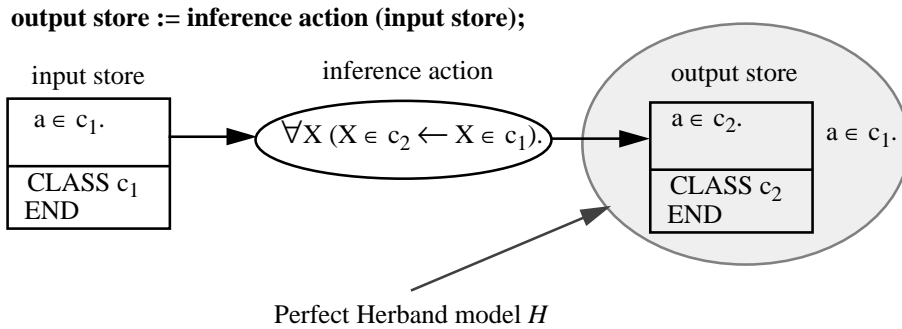 output store := inference action (input store);
input store
inference action
output store
a ∈ c₁.
∀X (X ∈ c₂ ← X ∈ c₁).
a ∈ c₂.
a ∈ c₁.
CLASS c₁
END
CLASS c₂
END
Perfect Herband model H